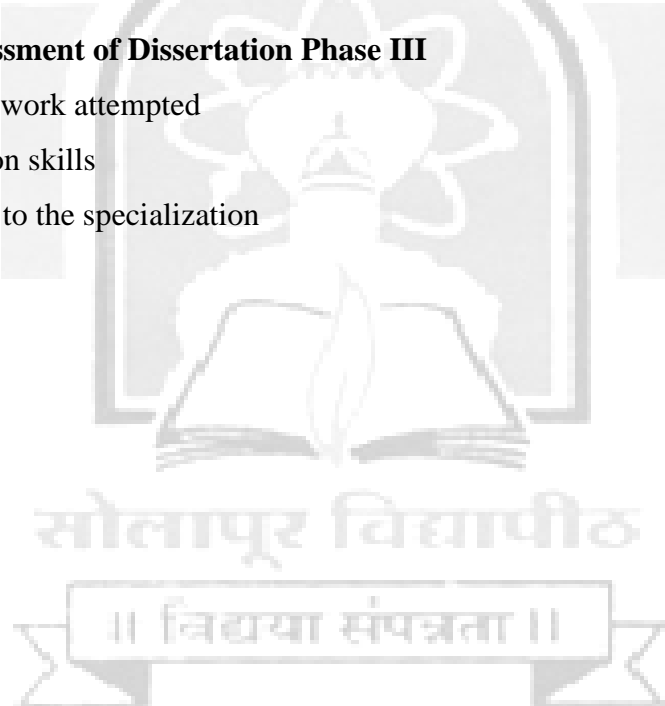 ssment of Dissertation Phase III
work attempted
on skills
to the specialization
सोलापूर विद्यापीठ
॥ विद्यया संपन्नता ॥